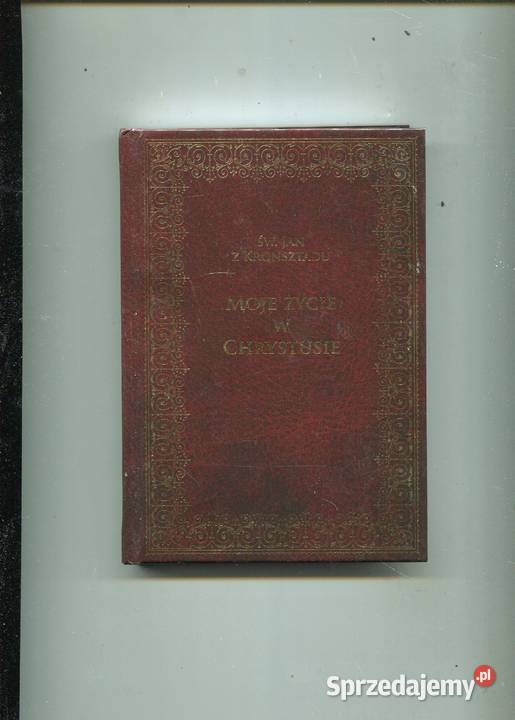 ŚW. JAN
Z KRONSZTADU
MOJE ŻYCIE
W
CHRYSTUSIE
Sprzedajemy.pl